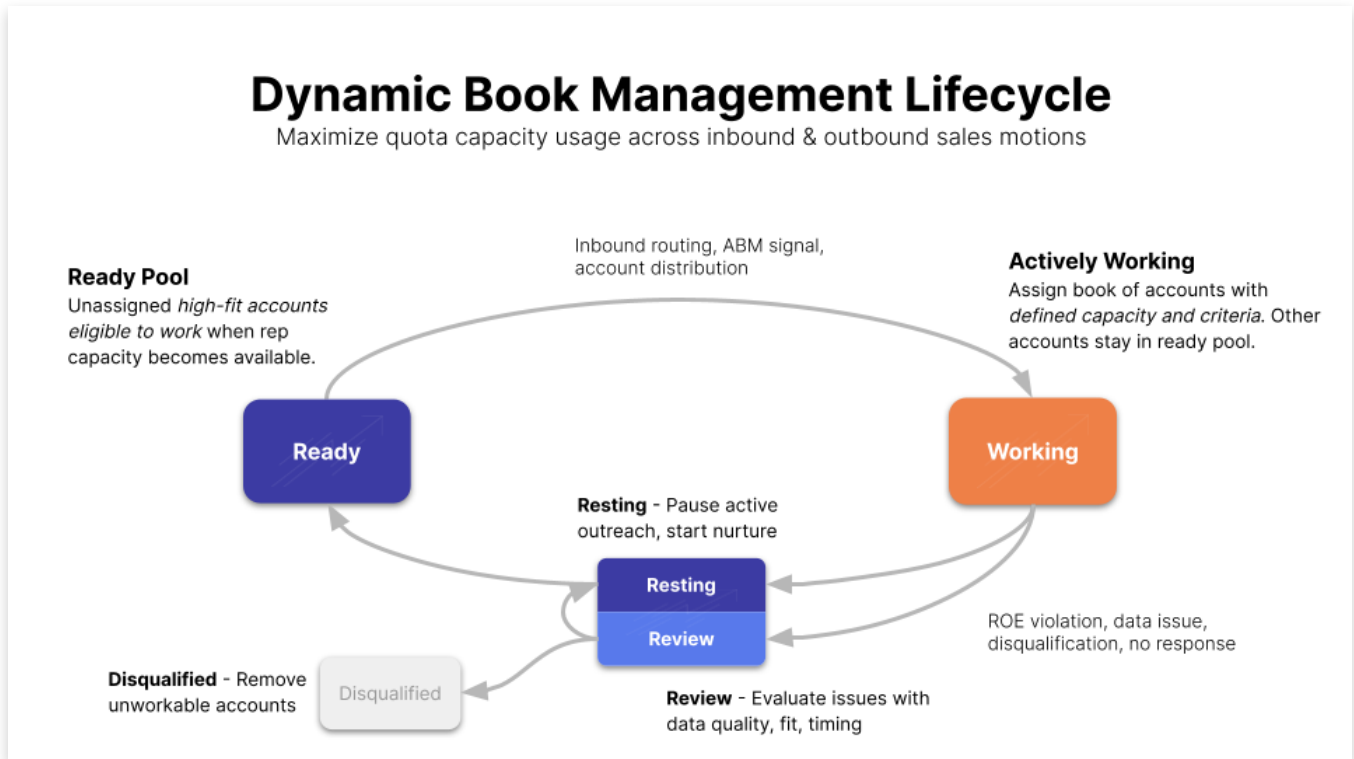 Dynamic Book Management Lifecycle
Maximize quota capacity usage across inbound & outbound sales motions
Inbound routing, ABM signal,
account distribution
Ready Pool
Unassigned high-fit accounts
eligible to work when rep
capacity becomes available.
Actively Working
Assign book of accounts with
defined capacity and criteria. Other
accounts stay in ready pool.
Ready
Working
Resting - Pause active
outreach, start nurture
Resting
Review
ROE violation, data issue,
disqualification, no response
Disqualified - Remove
unworkable accounts
Disqualified
Review - Evaluate issues with
data quality, fit, timing